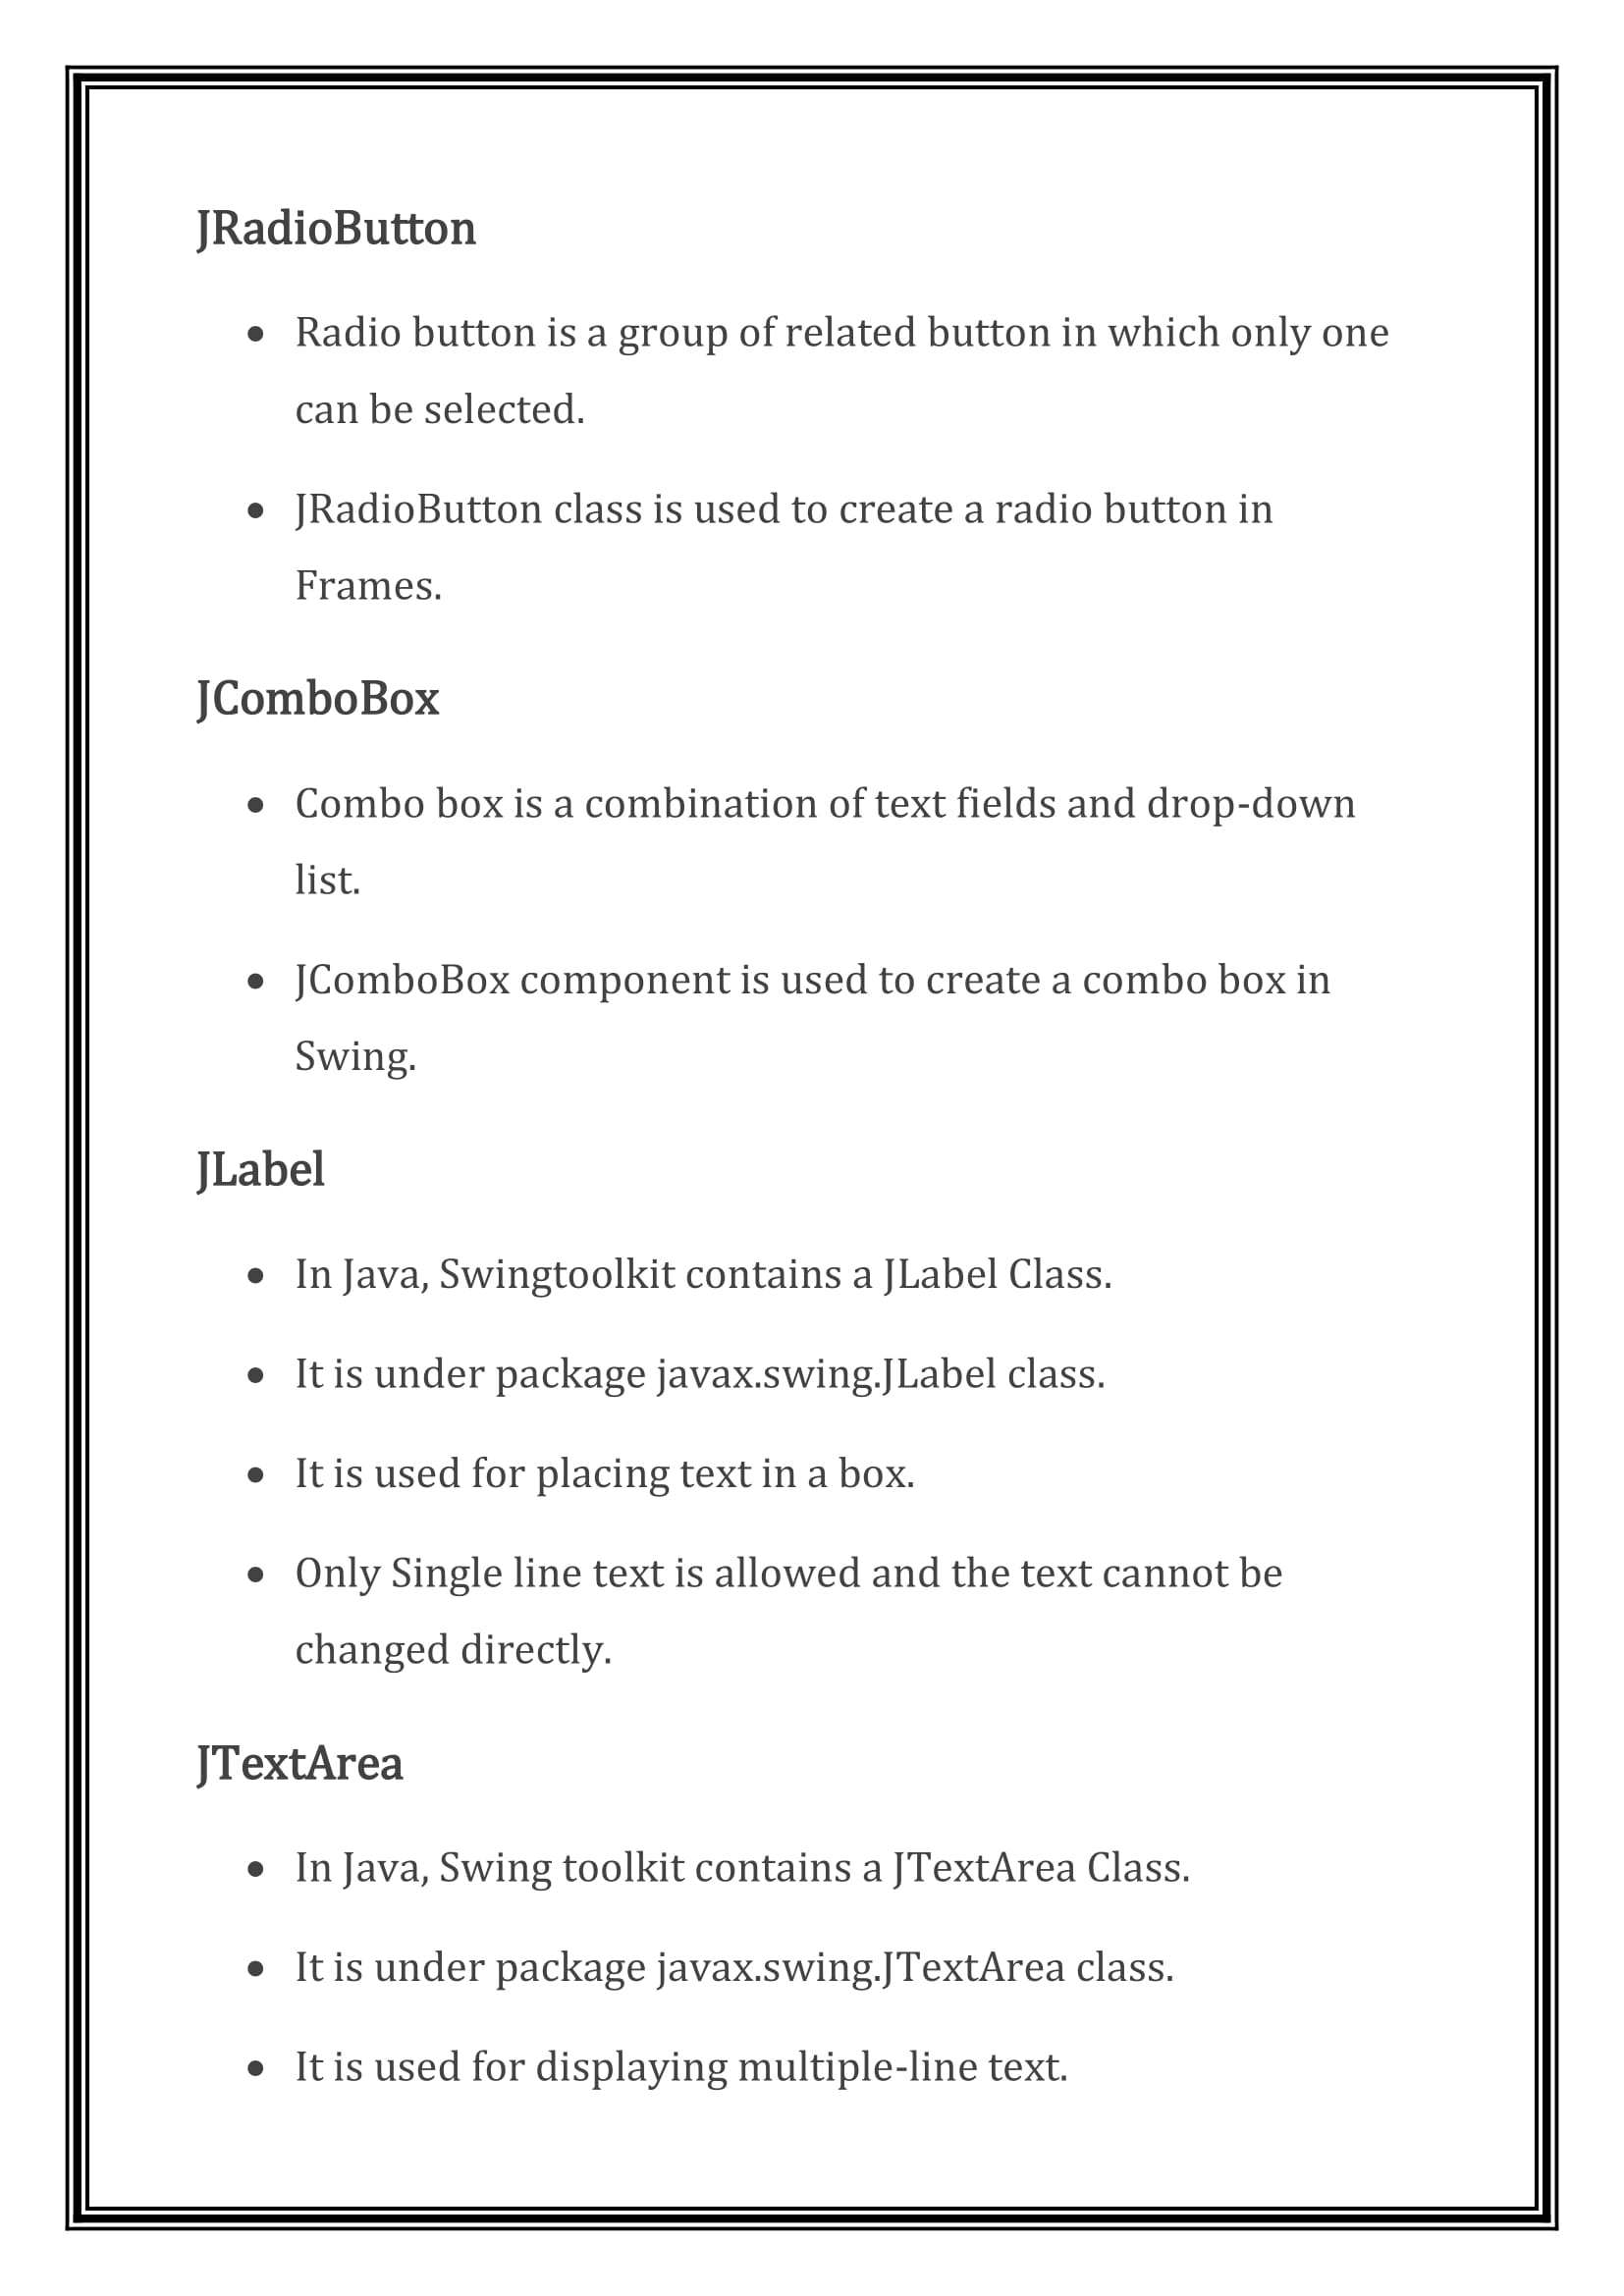 JRadioButton
• Radio button is a group of related button in which only one
can be selected.
• JRadioButton class is used to create a radio button in
Frames.
JComboBox
• Combo box is a combination of text fields and drop-down
list.
• JComboBox component is used to create a combo box in
Swing.
JLabel
• In Java, Swingtoolkit contains a JLabel Class.
• It is under package javax.swing.JLabel class.
• It is used for placing text in a box.
• Only Single line text is allowed and the text cannot be
changed directly.
JTextArea
• In Java, Swing toolkit contains a JTextArea Class.
• It is under package javax.swing.JTextArea class.
• It is used for displaying multiple-line text.